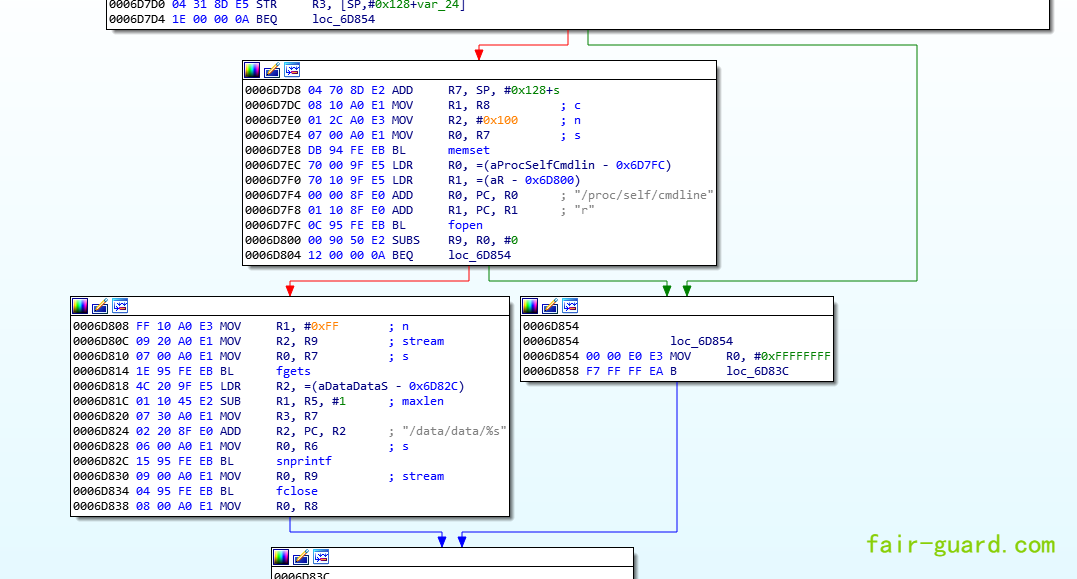 0006D7D0 04 31 8D E5 STR R3, [SP,#0x128+var_24]
0006D7D4 1E 00 00 0A BEQ loc_6D854
0006D7D8 04 70 8D E2 ADD R7, SP, #0x128+s
0006D7DC 08 10 A0 E1 MOV R1, R8 ; c
0006D7E0 01 2C A0 E3 MOV R2, #0x100 ; n
0006D7E4 07 00 A0 E1 MOV R0, R7 ; s
0006D7E8 DB 94 FE EB BL memset
0006D7EC 70 00 9F E5 LDR R0, =(aProcSelfCmdlin - 0x6D7FC)
0006D7F0 70 10 9F E5 LDR R1, =(aR - 0x6D800)
0006D7F4 00 00 8F E0 ADD R0, PC, R0 ; "/proc/self/cmdline"
0006D7F8 01 10 8F E0 ADD R1, PC, R1 ; "r"
0006D7FC 0C 95 FE EB BL fopen
0006D800 00 90 50 E2 SUBS R9, R0, #0
0006D804 12 00 00 0A BEQ loc_6D854
0006D808 FF 10 A0 E3 MOV R1, #0xFF ; n
0006D80C 09 20 A0 E1 MOV R2, R9 ; stream
0006D810 07 00 A0 E1 MOV R0, R7 ; s
0006D814 1E 95 FE EB BL fgets
0006D818 4C 20 9F E5 LDR R2, =(aDataDataS - 0x6D82C)
0006D81C 01 10 45 E2 SUB R1, R5, #1 ; maxlen
0006D820 07 30 A0 E1 MOV R3, R7
0006D824 02 20 8F E0 ADD R2, PC, R2 ; "/data/data/%s"
0006D828 06 00 A0 E1 MOV R0, R6 ; s
0006D82C 15 95 FE EB BL snprintf
0006D830 09 00 A0 E1 MOV R0, R9 ; stream
0006D834 04 95 FE EB BL fclose
0006D838 08 00 A0 E1 MOV R0, R8
0006D854
0006D854 loc_6D854
0006D854 00 00 E0 E3 MOV R0, #0xFFFFFFFF
0006D858 F7 FF FF EA B loc_6D83C
fair-guard.com
0006D83C